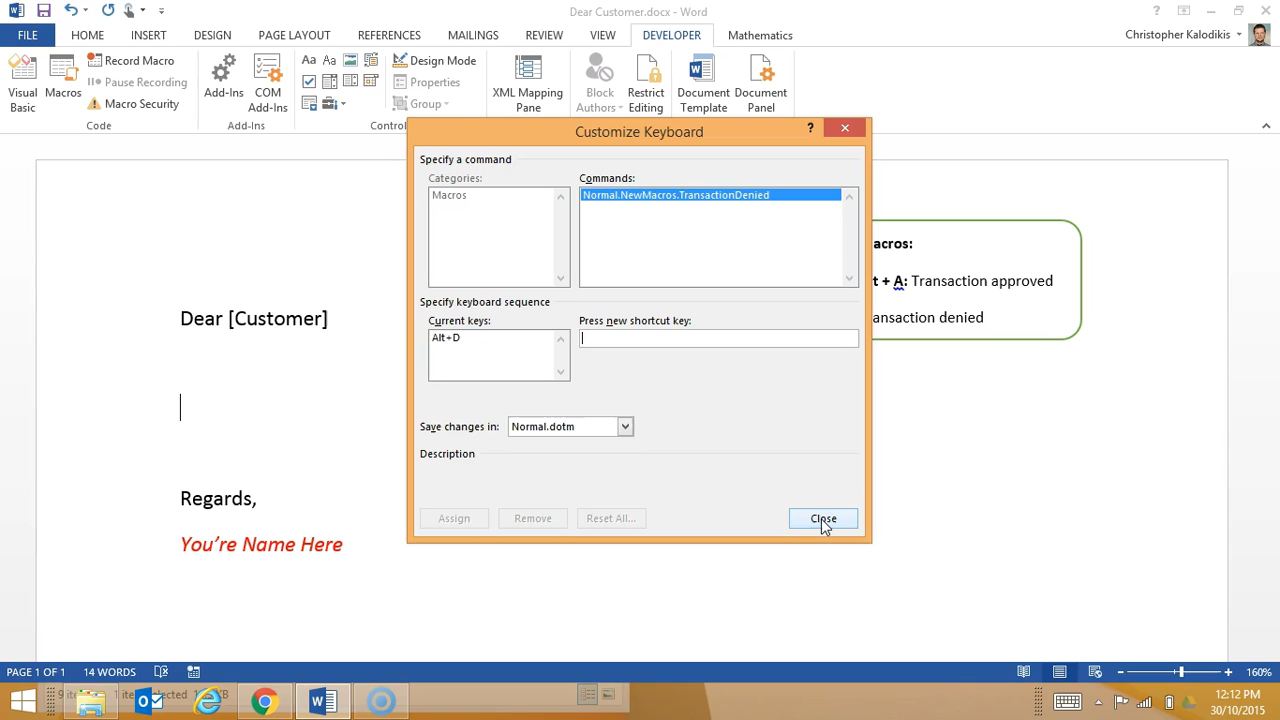 Dear Customer.docx - Word
?
FILE HOME INSERT DESIGN PAGE LAYOUT REFERENCES MAILINGS REVIEW VIEW DEVELOPER Mathematics
Christopher Kalodikis
Visual Basic
Macros
Record Macro
Pause Recording
Macro Security
Code
Add-Ins
COM Add-Ins
Add-Ins
Aa Aa
Design Mode
Properties
Group
Control
XML Mapping Pane
Block Authors
Restrict Editing
Document Template
Document Panel
Customize Keyboard
?
Specify a command
Categories:
Commands:
Macros
Normal.NewMacros.TransactionDenied
Specify keyboard sequence
Current keys:
Press new shortcut key:
Alt+D
Save changes in: Normal.dotm
Description
Assign Remove Reset All... Close
acros:
t + A: Transaction approved
ansaction denied
Dear [Customer]
Regards,
You're Name Here
PAGE 1 OF 1 14 WORDS
160%
12:12 PM
30/10/2015